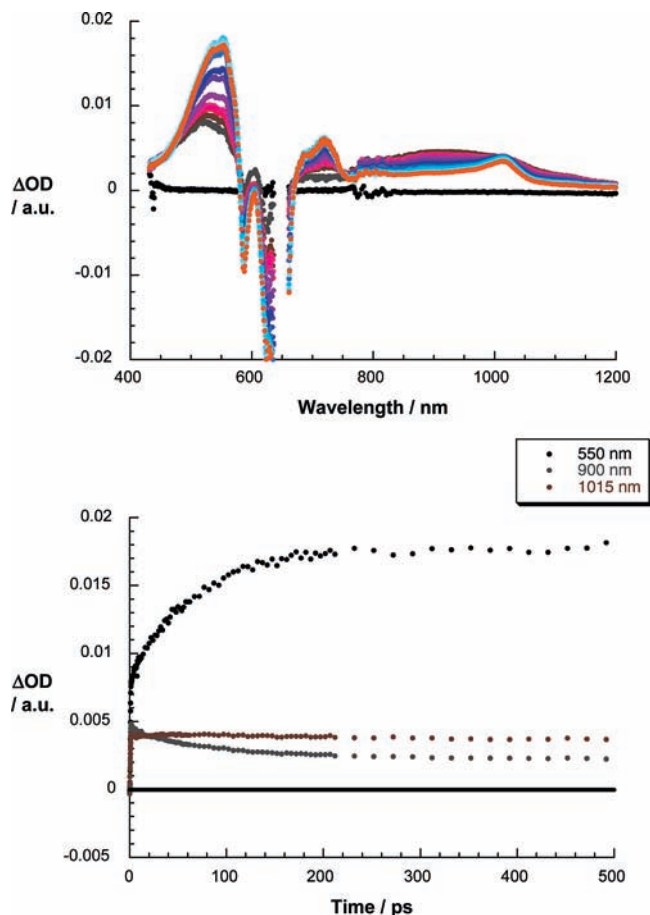 0.02
0.01
ΔOD
/ a.u.
0
-0.01
-0.02
400 600 800 1000 1200
Wavelength / nm
550 nm
900 nm
1015 nm
0.02
0.015
0.01
ΔOD
/ a.u.
0.005
0
-0.005
0 100 200 300 400 500
Time / ps